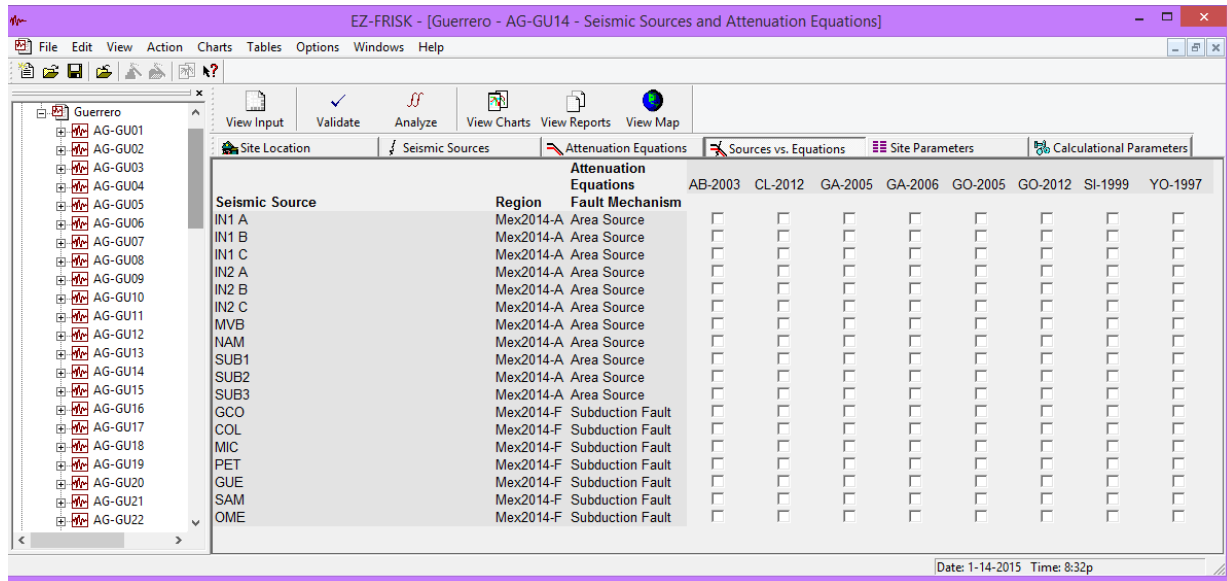 EZ-FRISK - [Guerrero - AG-GU14 - Seismic Sources and Attenuation Equations]
File Edit View Action Charts Tables Options Windows Help
View Input Validate Analyze View Charts View Reports View Map
Site Location Seismic Sources Attenuation Equations Sources vs. Equations Site Parameters Calculational Parameters
Guerrero
AG-GU01
AG-GU02
AG-GU03
AG-GU04
AG-GU05
AG-GU06
AG-GU07
AG-GU08
AG-GU09
AG-GU10
AG-GU11
AG-GU12
AG-GU13
AG-GU14
AG-GU15
AG-GU16
AG-GU17
AG-GU18
AG-GU19
AG-GU20
AG-GU21
AG-GU22
Attenuation
Equations AB-2003 CL-2012 GA-2005 GA-2006 GO-2005 GO-2012 SI-1999 YO-1997
Seismic Source Region Fault Mechanism
IN1 A Mex2014-A Area Source
IN1 B Mex2014-A Area Source
IN1 C Mex2014-A Area Source
IN2 A Mex2014-A Area Source
IN2 B Mex2014-A Area Source
IN2 C Mex2014-A Area Source
MVB Mex2014-A Area Source
NAM Mex2014-A Area Source
SUB1 Mex2014-A Area Source
SUB2 Mex2014-A Area Source
SUB3 Mex2014-A Area Source
GCO Mex2014-F Subduction Fault
COL Mex2014-F Subduction Fault
MIC Mex2014-F Subduction Fault
PET Mex2014-F Subduction Fault
GUE Mex2014-F Subduction Fault
SAM Mex2014-F Subduction Fault
OME Mex2014-F Subduction Fault
Date: 1-14-2015 Time: 8:32p